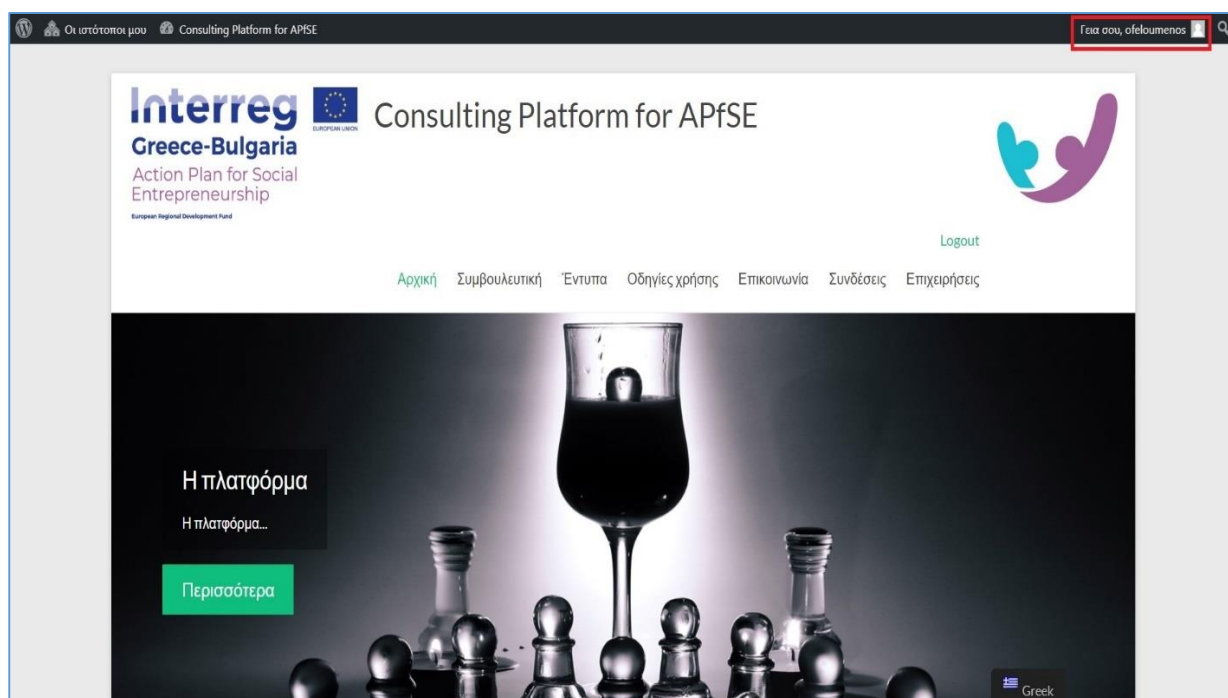 Οι ιστότοποι μου Consulting Platform for APfSE Γεια σου, ofeloumenos
Interreg
EUROPEAN UNION
Consulting Platform for APfSE
Greece-Bulgaria
Action Plan for Social
Entrepreneurship
European Regional Development Fund
Logout
Αρχική Συμβουλευτική Έντυπα Οδηγίες χρήσης Επικοινωνία Συνδέσεις Επιχειρήσεις
Η πλατφόρμα
Η πλατφόρμα...
Περισσότερα
Greek